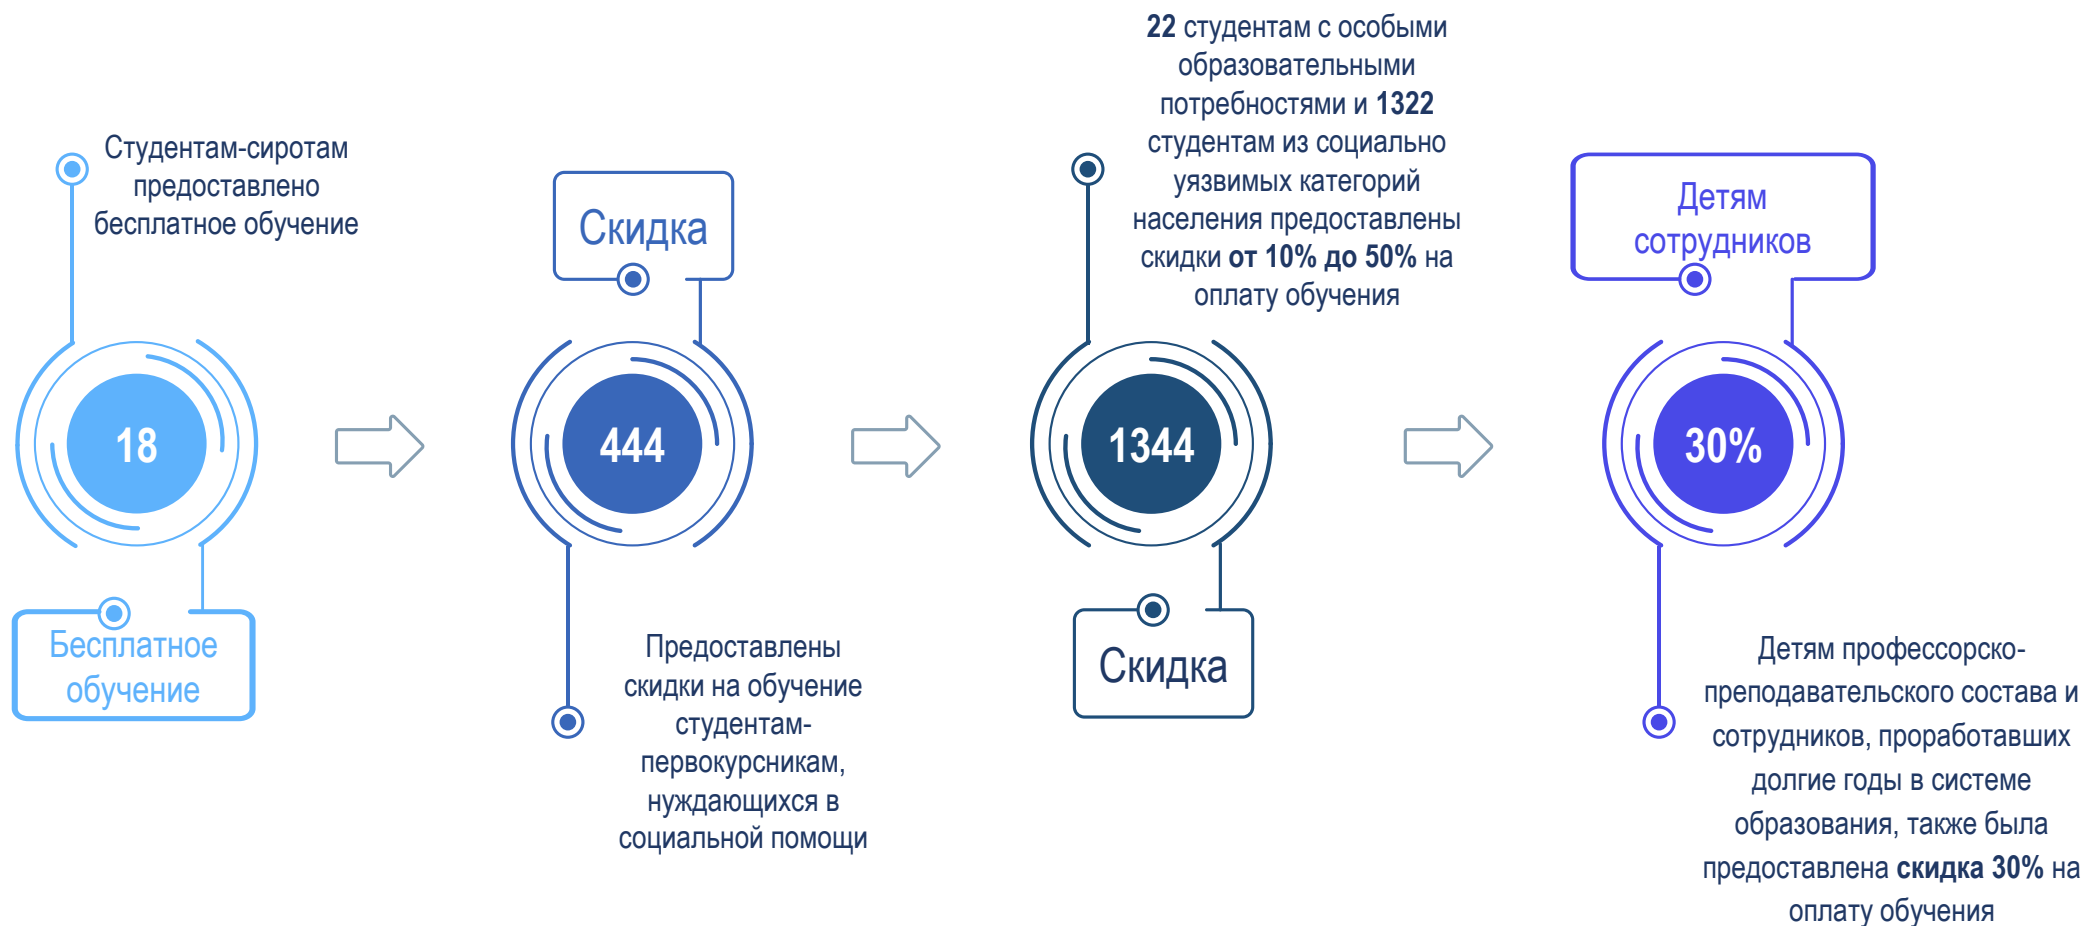 Студентам-сиротам
предоставлено
бесплатное обучение
18
Бесплатное
обучение
Скидка
444
Предоставлены
скидки на обучение
студентам-
первокурсникам,
нуждающихся в
социальной помощи
22 студентам с особыми
образовательными
потребностями и 1322
студентам из социально
уязвимых категорий
населения предоставлены
скидки от 10% до 50% на
оплату обучения
1344
Скидка
Детям
сотрудников
30%
Детям профессорско-
преподавательского состава и
сотрудников, проработавших
долгие годы в системе
образования, также была
предоставлена скидка 30% на
оплату обучения